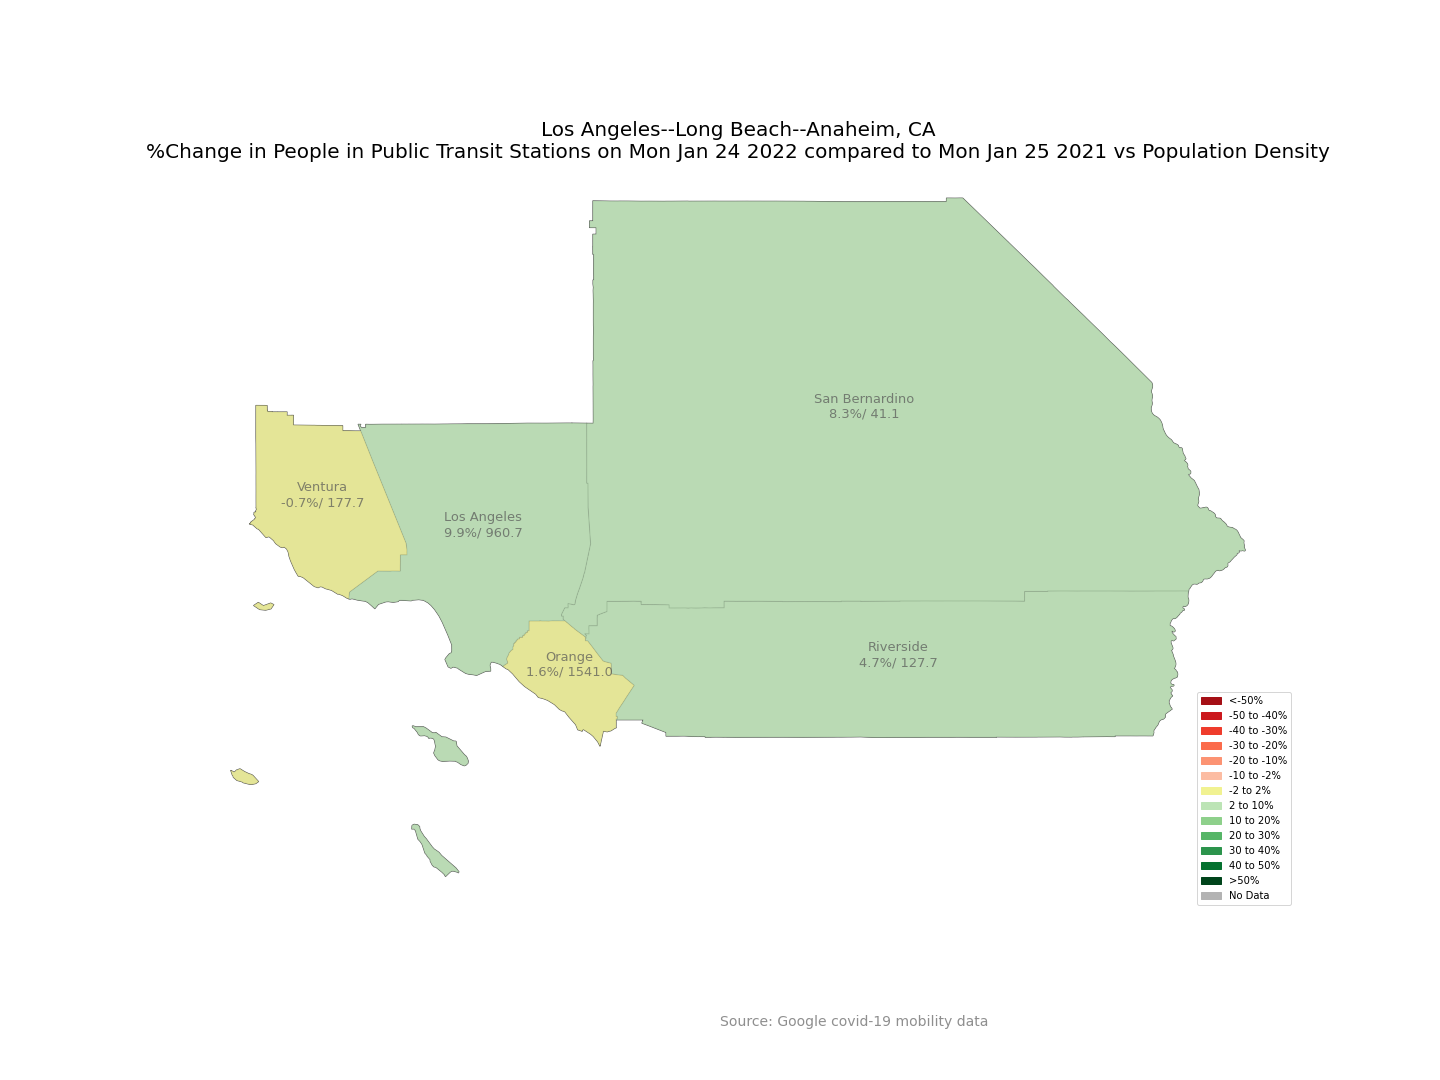 Los Angeles--Long Beach--Anaheim, CA
%Change in People in Public Transit Stations on Mon Jan 24 2022 compared to Mon Jan 25 2021 vs Population Density
San Bernardino
8.3%/ 41.1
Ventura
-0.7%/ 177.7
Los Angeles
9.9%/ 960.7
Riverside
4.7%/ 127.7
Orange
1.6%/ 1541.0
<-50%
-50 to -40%
-40 to -30%
-30 to -20%
-20 to -10%
-10 to -2%
-2 to 2%
2 to 10%
10 to 20%
20 to 30%
30 to 40%
40 to 50%
>50%
No Data
Source: Google covid-19 mobility data